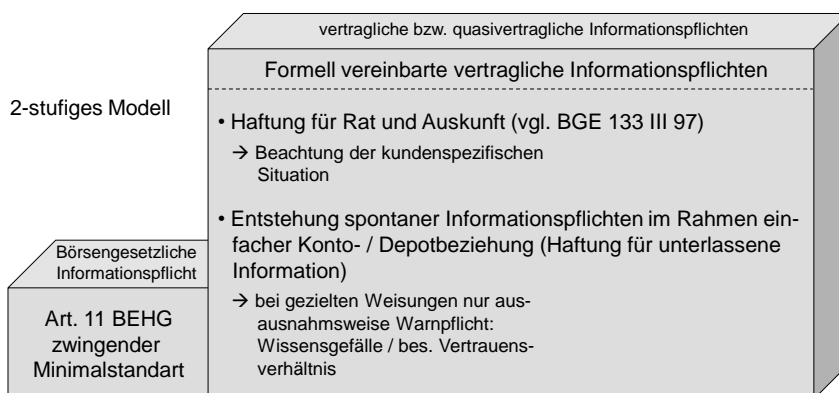 vertragliche bzw. quasivertragliche Informationspflichten
Formell vereinbarte vertragliche Informationspflichten
2-stufiges Modell
• Haftung für Rat und Auskunft (vgl. BGE 133 III 97)
→ Beachtung der kundenspezifischen
Situation
• Entstehung spontaner Informationspflichten im Rahmen ein-
facher Konto- / Depotbeziehung (Haftung für unterlassene
Information)
→ bei gezielten Weisungen nur aus-
ausnahmsweise Warnpflicht:
Wissensgefälle / bes. Vertrauens-
verhältnis
Börsengesetzliche
Informationspflicht
Art. 11 BEHG
zwingender
Minimalstandart